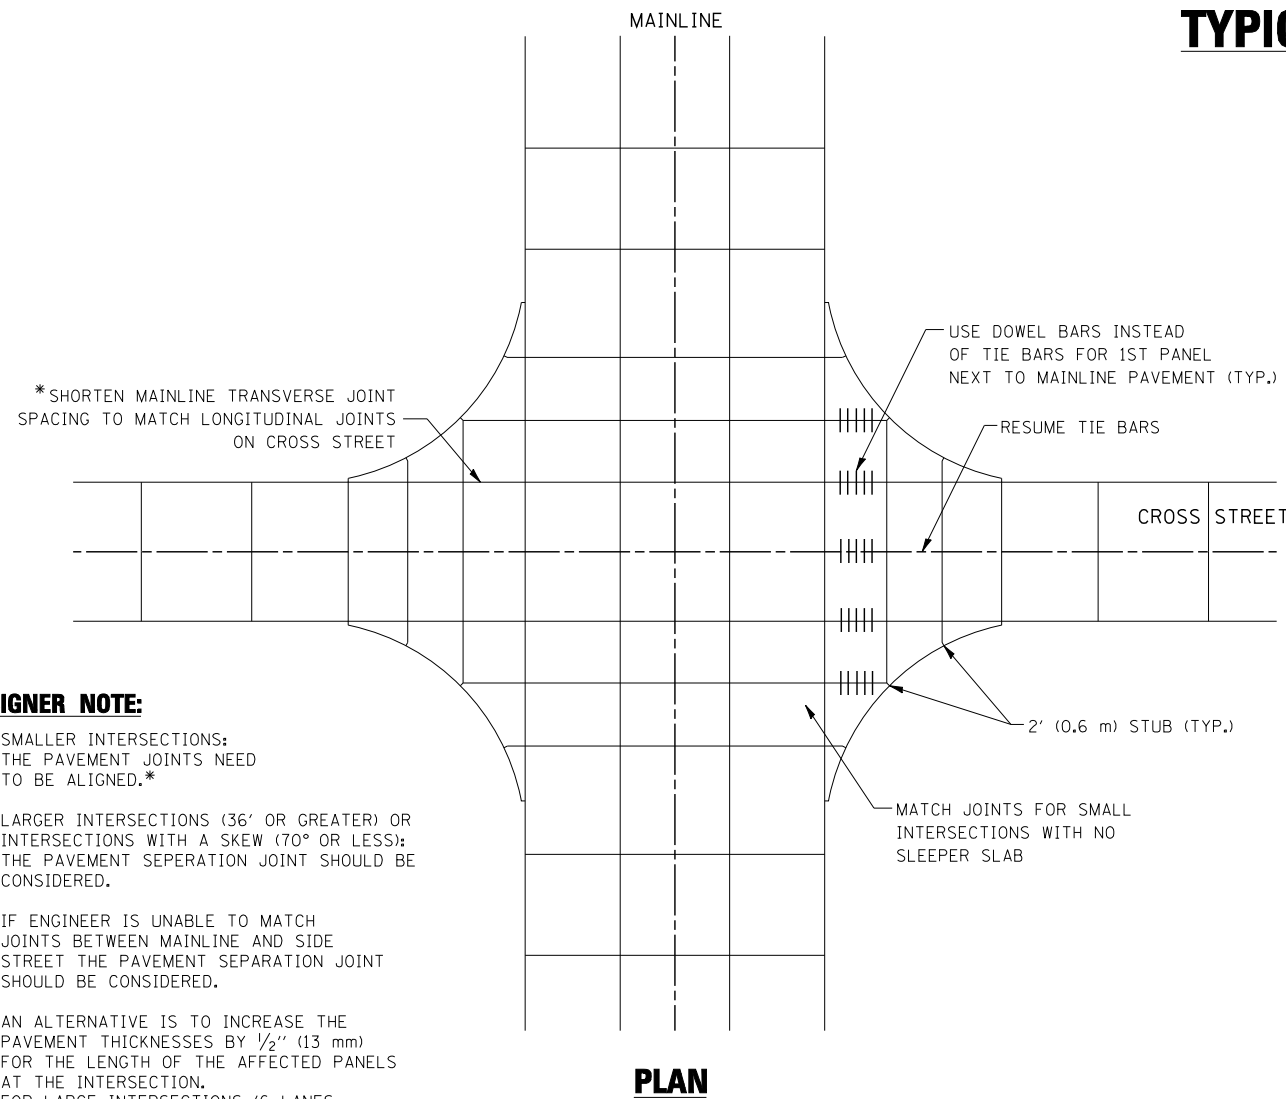 MAINLINE
TYPIC
USE DOWEL BARS INSTEAD
OF TIE BARS FOR 1ST PANEL
NEXT TO MAINLINE PAVEMENT (TYP.)
*SHORTEN MAINLINE TRANSVERSE JOINT
SPACING TO MATCH LONGITUDINAL JOINTS
ON CROSS STREET
RESUME TIE BARS
CROSS STREET
IGNER NOTE:
SMALLER INTERSECTIONS:
THE PAVEMENT JOINTS NEED
TO BE ALIGNED.*
2' (0.6 m) STUB (TYP.)
MATCH JOINTS FOR SMALL
INTERSECTIONS WITH NO
SLEEPER SLAB
LARGER INTERSECTIONS (36' OR GREATER) OR
INTERSECTIONS WITH A SKEW (70° OR LESS):
THE PAVEMENT SEPERATION JOINT SHOULD BE
CONSIDERED.
IF ENGINEER IS UNABLE TO MATCH
JOINTS BETWEEN MAINLINE AND SIDE
STREET THE PAVEMENT SEPARATION JOINT
SHOULD BE CONSIDERED.
AN ALTERNATIVE IS TO INCREASE THE
PAVEMENT THICKNESSES BY 1/2'' (13 mm)
FOR THE LENGTH OF THE AFFECTED PANELS
AT THE INTERSECTION.
FOR LARGE INTERSECTIONS (6 LANES
PLAN